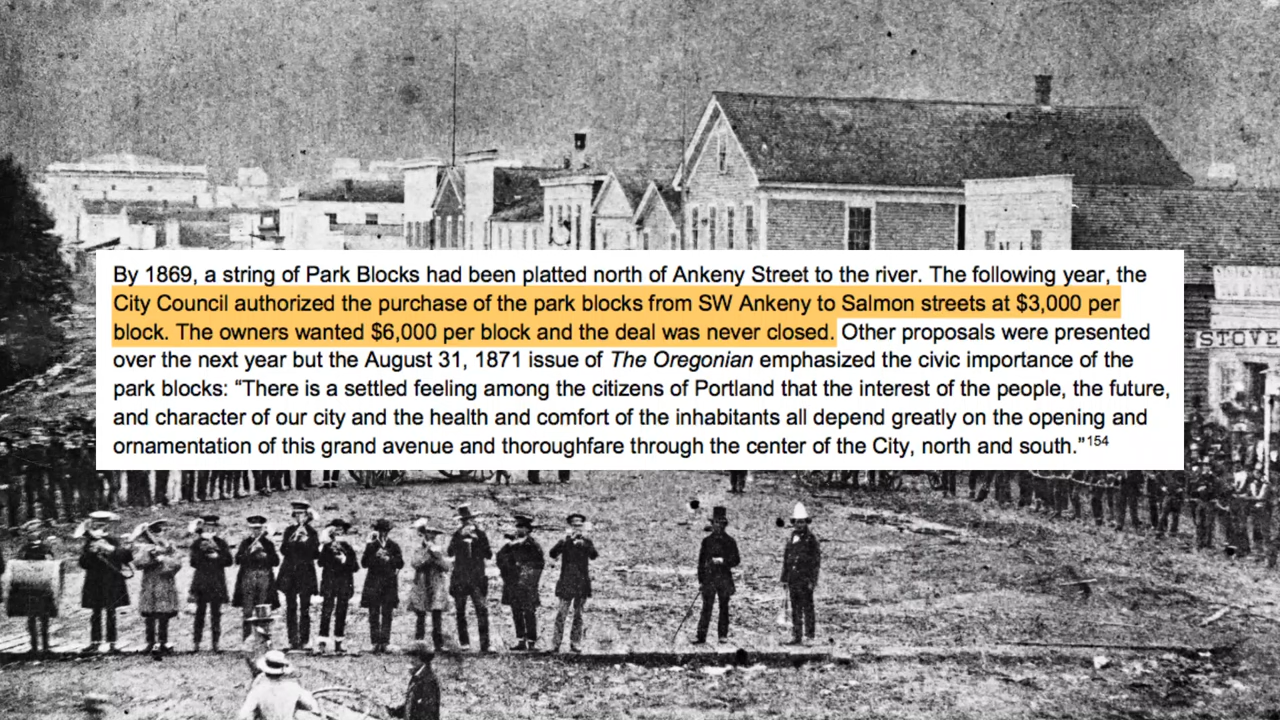 By 1869, a string of Park Blocks had been platted north of Ankeny Street to the river. The following year, the
City Council authorized the purchase of the park blocks from SW Ankeny to Salmon streets at $3,000 per
block. The owners wanted $6,000 per block and the deal was never closed. Other proposals were presented
over the next year but the August 31, 1871 issue of The Oregonian emphasized the civic importance of the
park blocks: “There is a settled feeling among the citizens of Portland that the interest of the people, the future,
and character of our city and the health and comfort of the inhabitants all depend greatly on the opening and
ornamentation of this grand avenue and thoroughfare through the center of the City, north and south.”154
STOVE